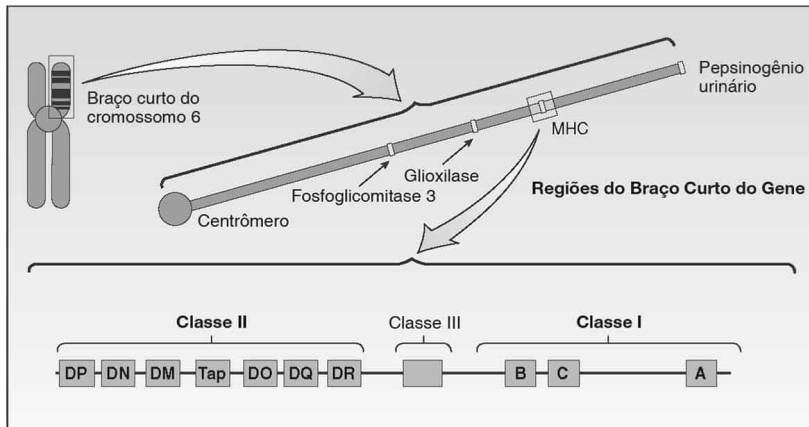 Braço curto do
cromossomo 6
Pepsinogênio
urinário
MHC
Glioxilase
Fosfoglicomitase 3
Centrômero
Regiões do Braço Curto do Gene
Classe II
Classe III
Classe I
DP DN DM Tap DO DQ DR B C A